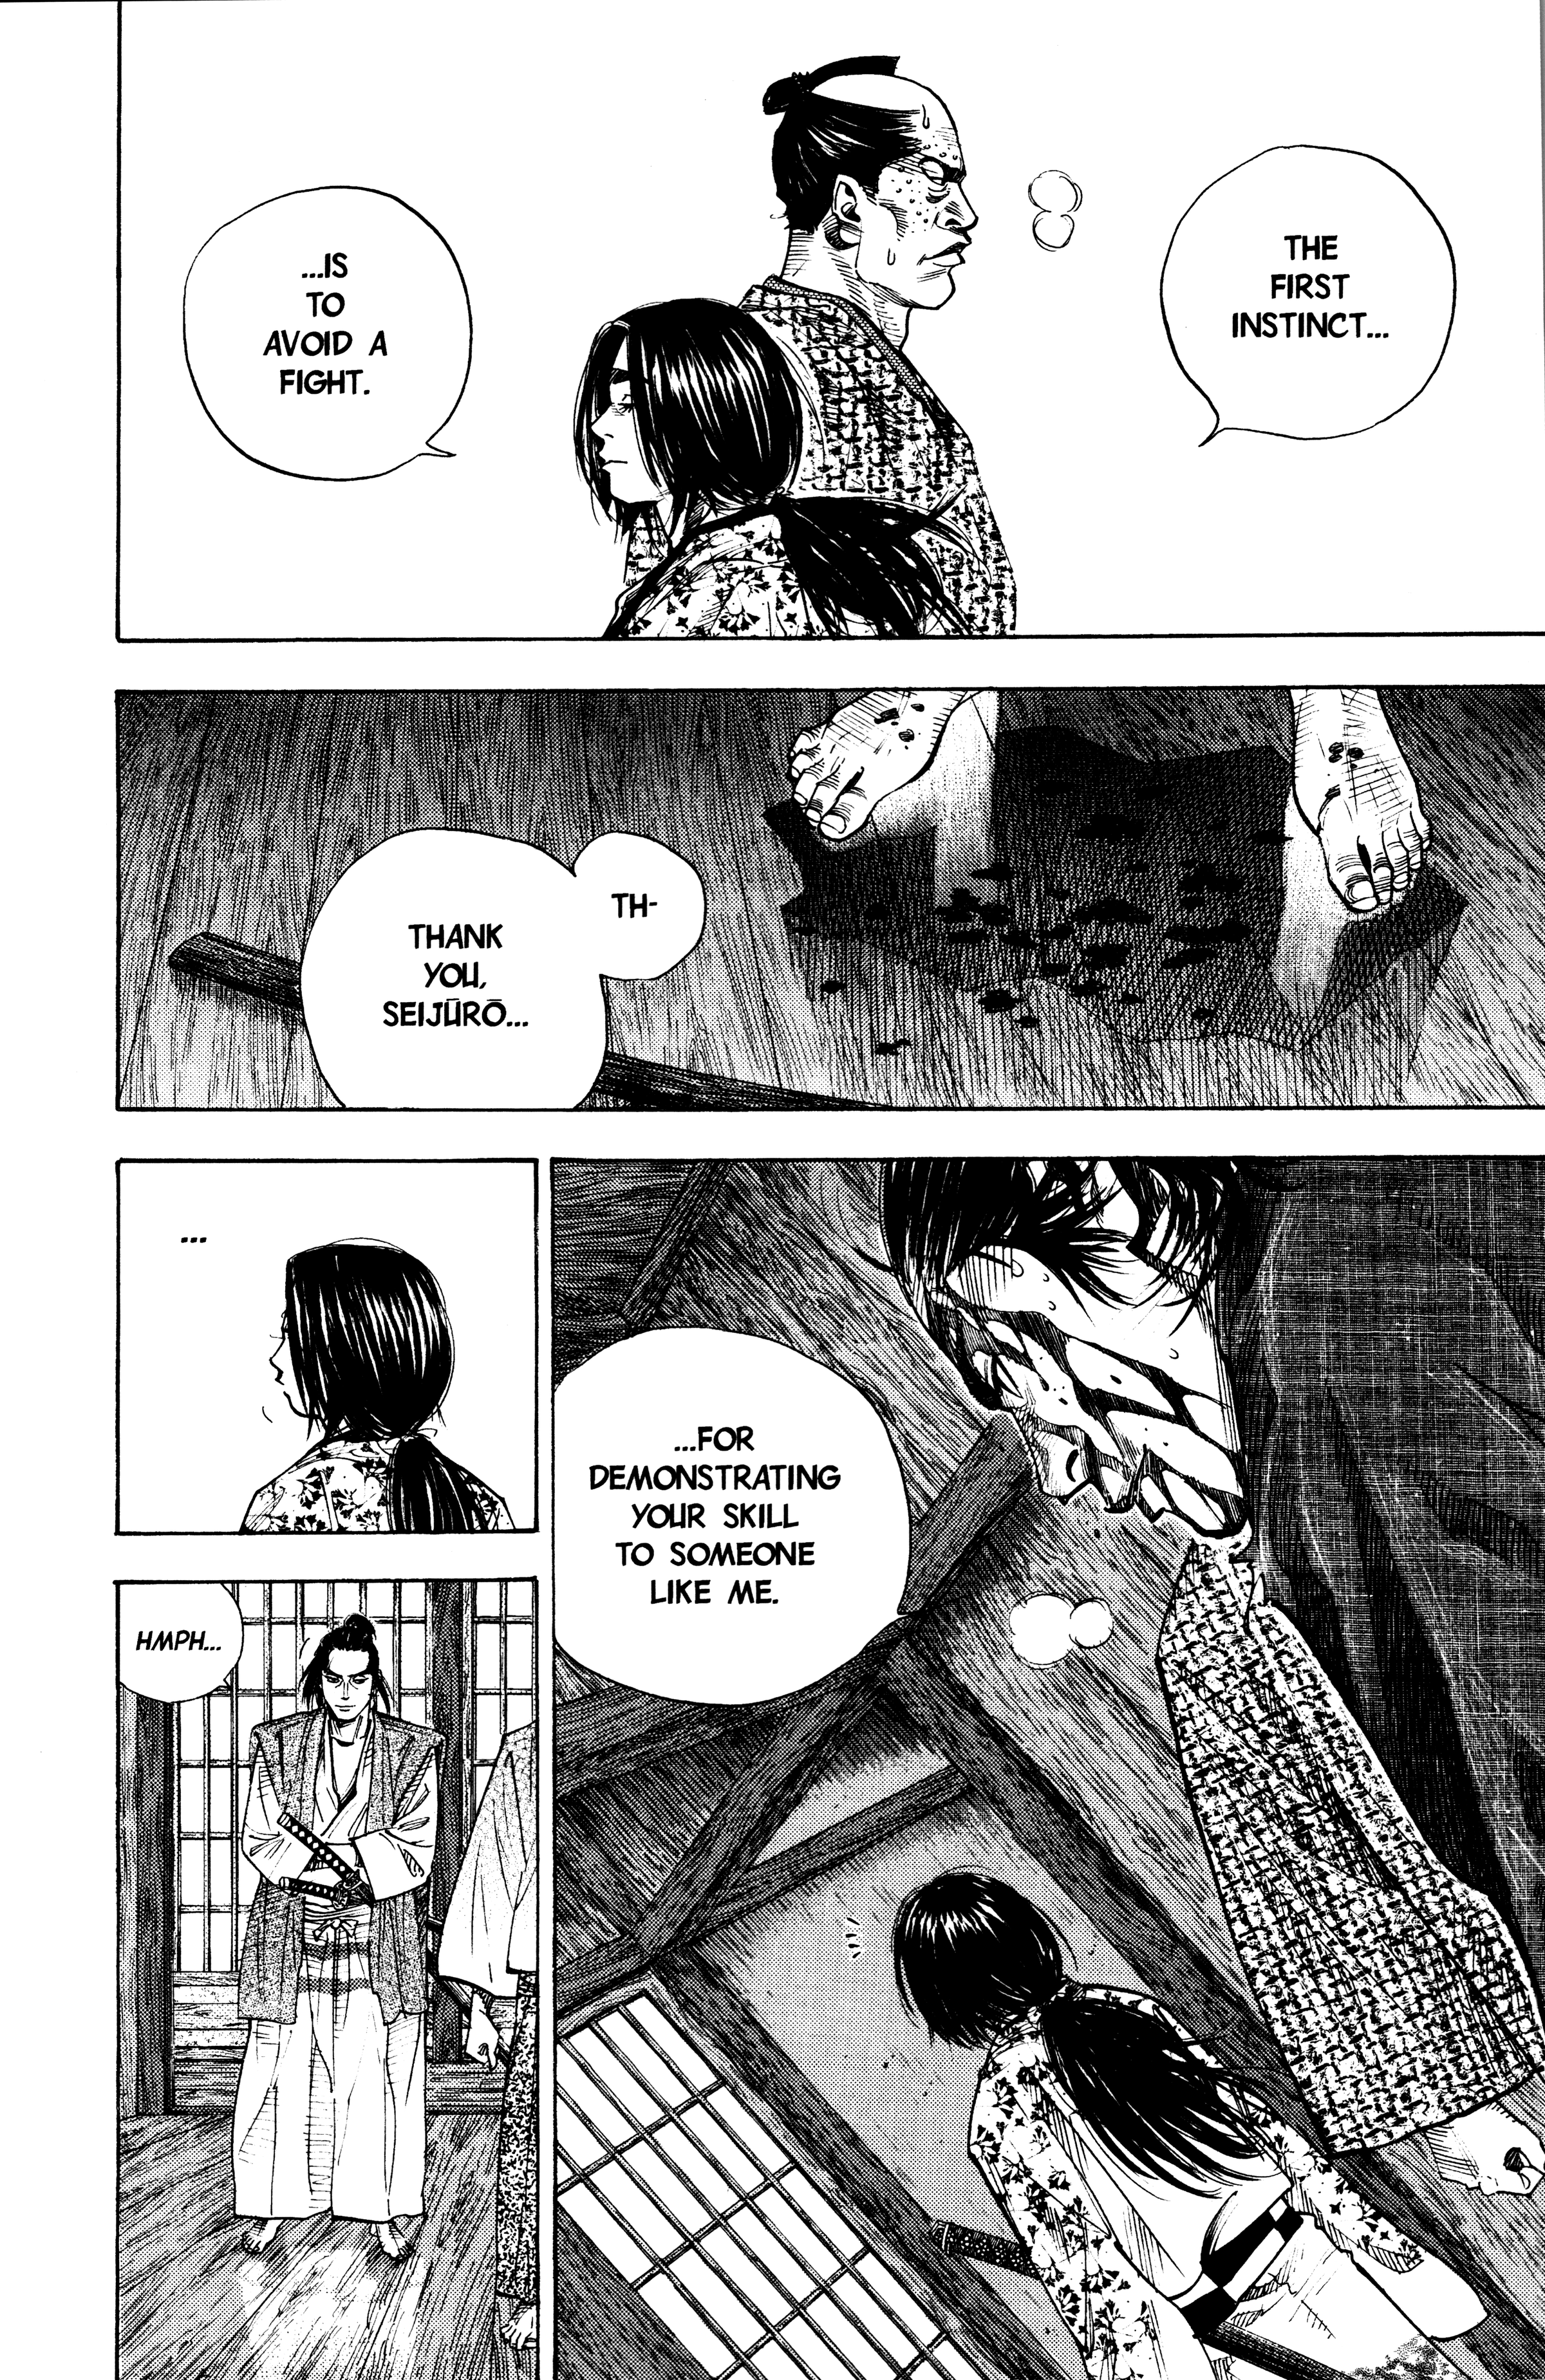 THE
FIRST
INSTINCT...
...IS
TO
AVOID A
FIGHT.
TH-
THANK
YOU,
SEIJŪRŌ...
...FOR
DEMONSTRATING
YOUR SKILL
TO SOMEONE
LIKE ME.
...
HMPH...